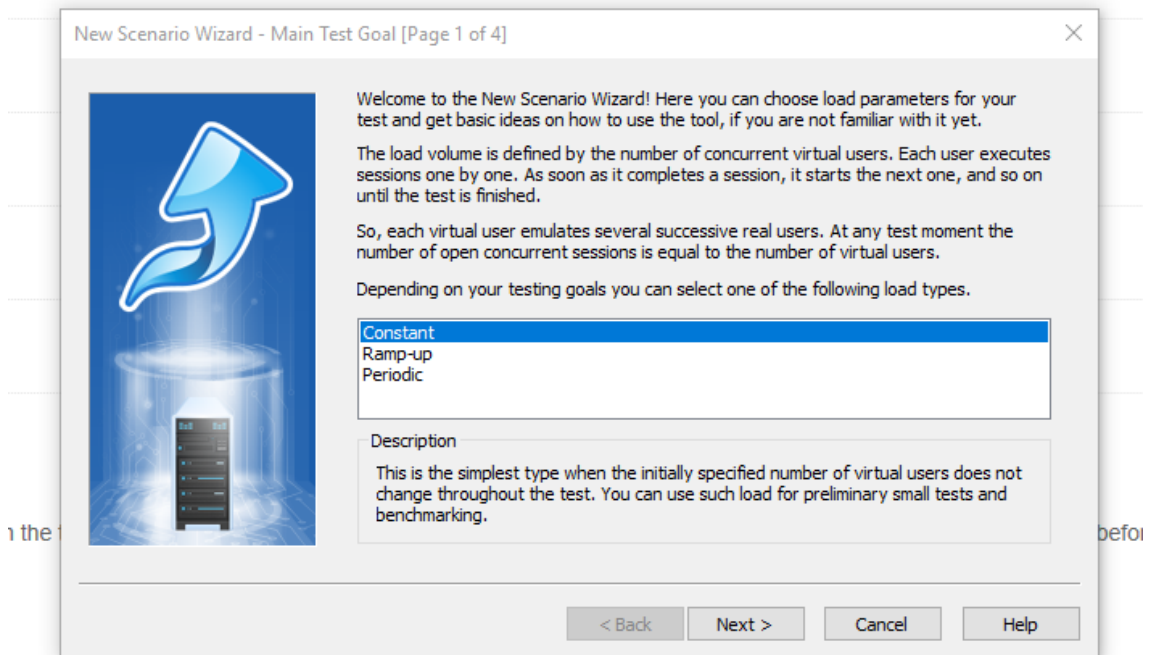 New Scenario Wizard - Main Test Goal [Page 1 of 4]
Welcome to the New Scenario Wizard! Here you can choose load parameters for your
test and get basic ideas on how to use the tool, if you are not familiar with it yet.
The load volume is defined by the number of concurrent virtual users. Each user executes
sessions one by one. As soon as it completes a session, it starts the next one, and so on
until the test is finished.
So, each virtual user emulates several successive real users. At any test moment the
number of open concurrent sessions is equal to the number of virtual users.
Depending on your testing goals you can select one of the following load types.
Constant
Ramp-up
Periodic
Description
This is the simplest type when the initially specified number of virtual users does not
change throughout the test. You can use such load for preliminary small tests and
benchmarking.
the
< Back Next > Cancel Help